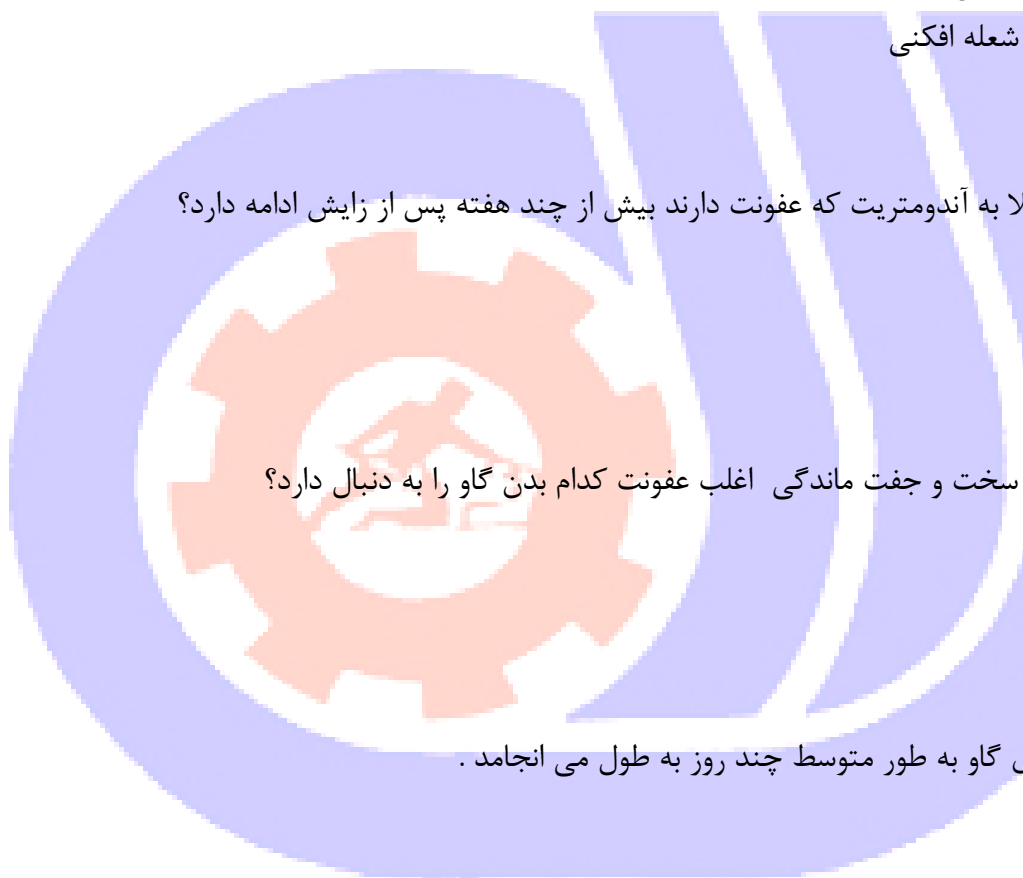 شعله افکنی
به آندومتریت که عفونت دارند بیش از چند هفته پس از زایش ادامه دارد؟
سخت و جفت ماندگی اغلب عفونت کدام بدن گاو را به دنبال دارد؟
گاو به طور متوسط چند روز به طول می انجامد .